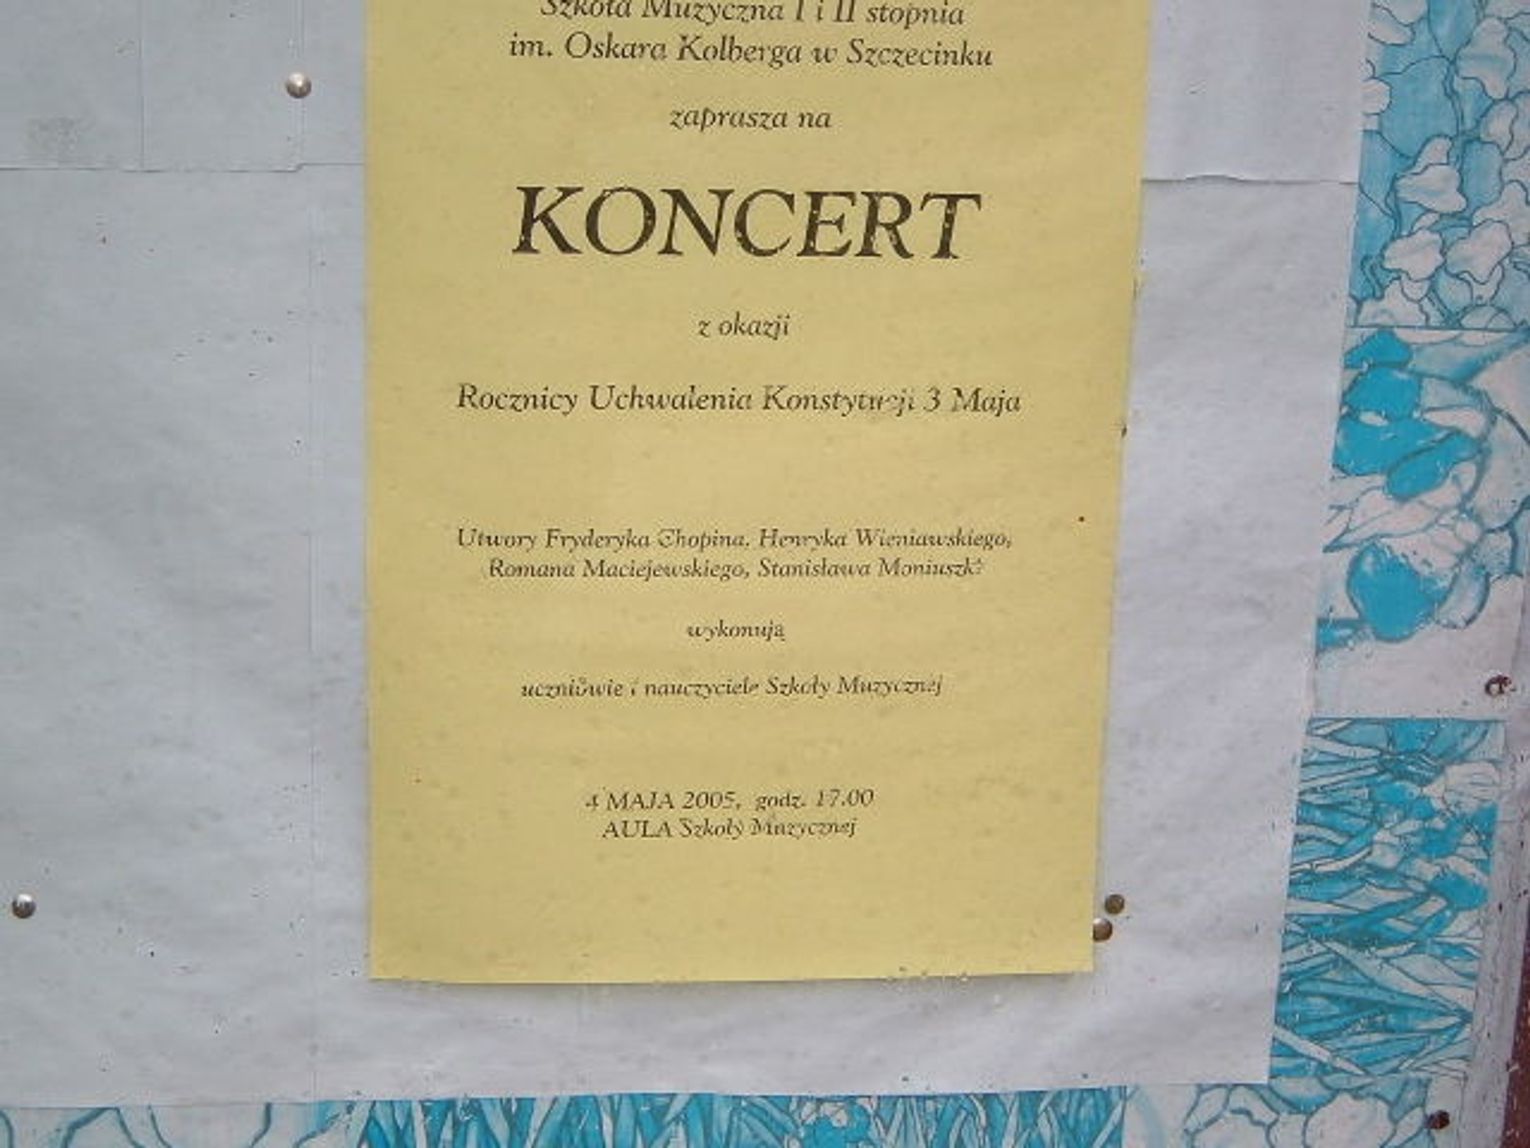 Szkoła Muzyczna I i II stopnia
im. Oskara Kolberga w Szczecinku
zaprasza na
KONCERT
z okazji
Rocznicy Uchwalenia Konstytucji 3 Maja
Utwory Fryderyka Chopina, Henryka Wieniawskiego,
Romana Maciejewskiego, Stanisława Moniuszki
wykonują
uczniowie i nauczyciele Szkoły Muzycznej
4 MAJA 2005, godz. 17.00
AULA Szkoły Muzycznej